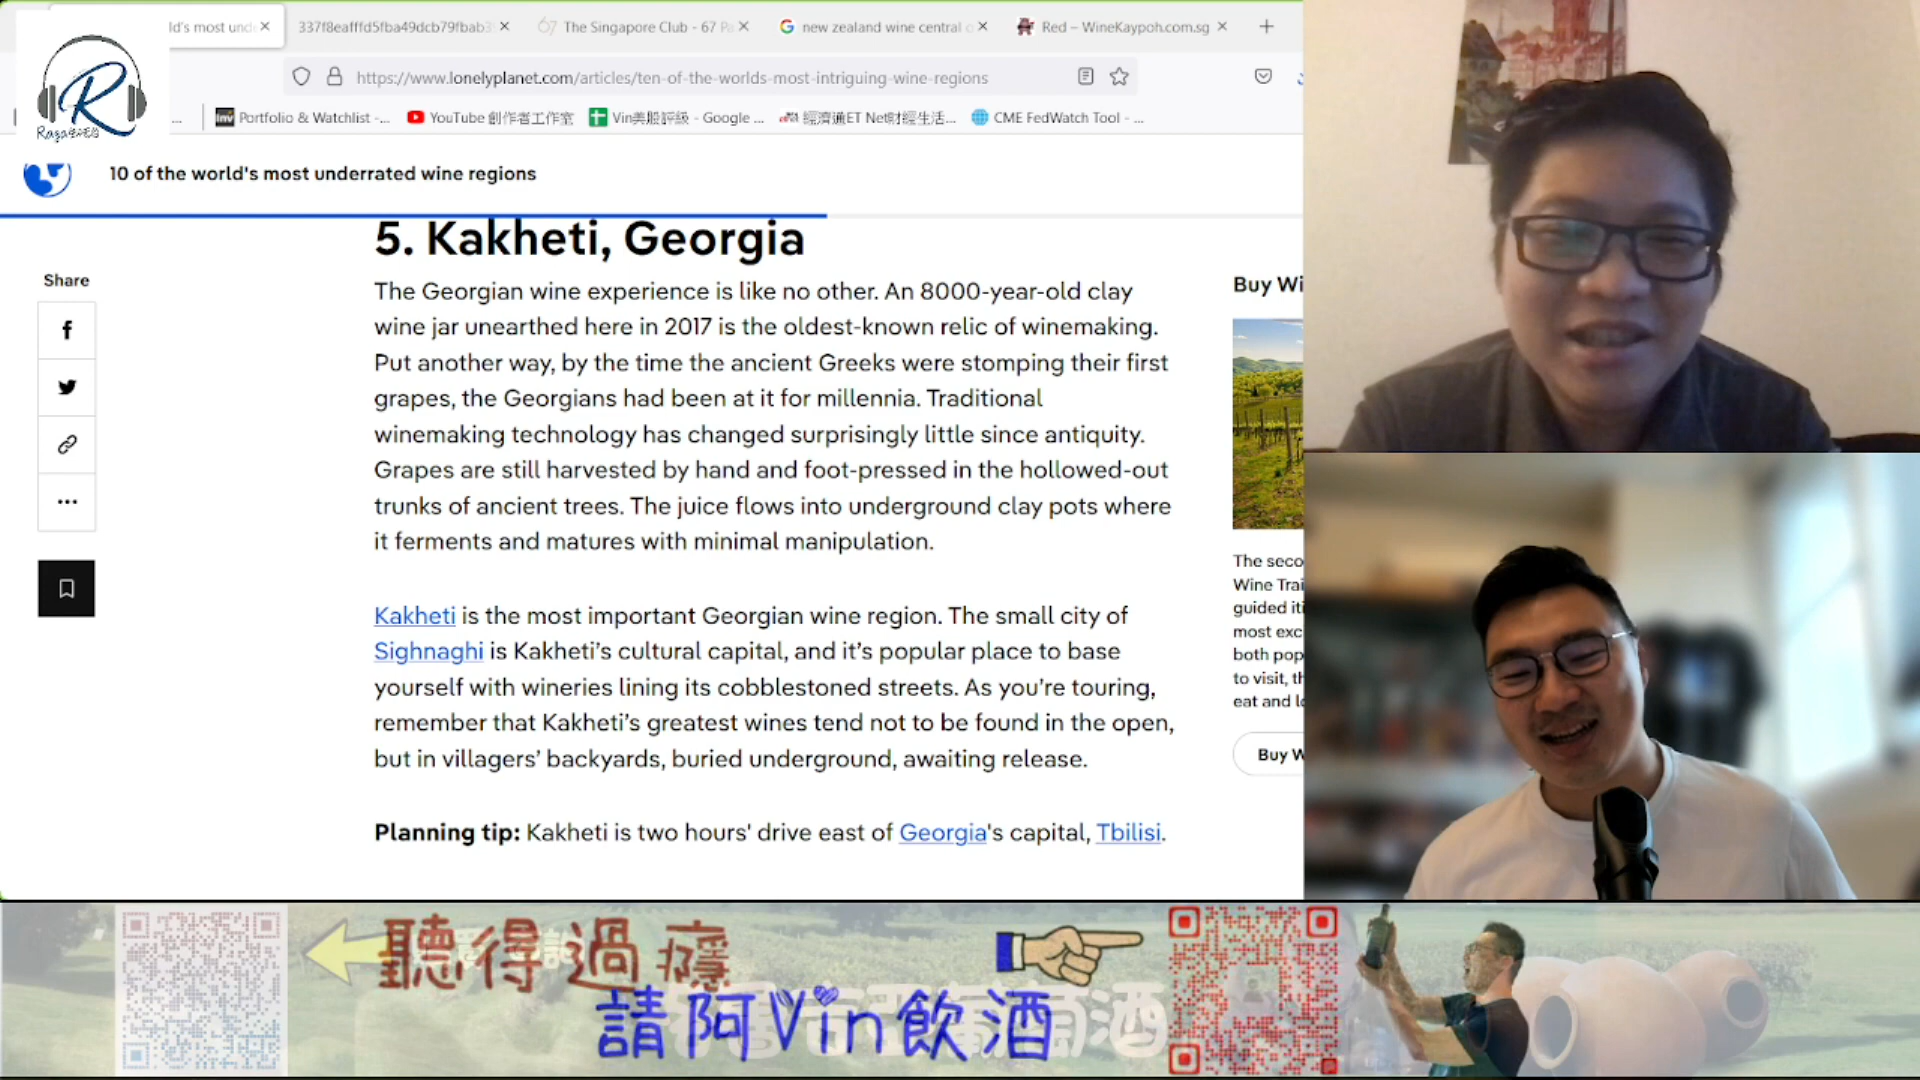 ld's most und
337f8eafffd5fba49dcb79fbab3
The Singapore Club - 67 Pa
new zealand wine central o
Red – WineKaypoh.com.sg
https://www.lonelyplanet.com/articles/ten-of-the-worlds-most-intriguing-wine-regions
R
...
Portfolio & Watchlist -...
YouTube 創作者工作室
Vin美股評級 - Google ...
經濟通ET Net財經生活...
CME FedWatch Tool - ...
10 of the world's most underrated wine regions
5. Kakheti, Georgia
Share
The Georgian wine experience is like no other. An 8000-year-old clay
wine jar unearthed here in 2017 is the oldest-known relic of winemaking.
Put another way, by the time the ancient Greeks were stomping their first
grapes, the Georgians had been at it for millennia. Traditional
winemaking technology has changed surprisingly little since antiquity.
Grapes are still harvested by hand and foot-pressed in the hollowed-out
trunks of ancient trees. The juice flows into underground clay pots where
it ferments and matures with minimal manipulation.
Kakheti is the most important Georgian wine region. The small city of
Sighnaghi is Kakheti’s cultural capital, and it’s popular place to base
yourself with wineries lining its cobblestoned streets. As you’re touring,
remember that Kakheti’s greatest wines tend not to be found in the open,
but in villagers’ backyards, buried underground, awaiting release.
Planning tip: Kakheti is two hours' drive east of Georgia's capital, Tbilisi.
Buy Wi
The seco
Wine Trai
guided iti
most exc
both pop
to visit, th
eat and lo
Buy W
聽得過癮
請阿Vin飲酒